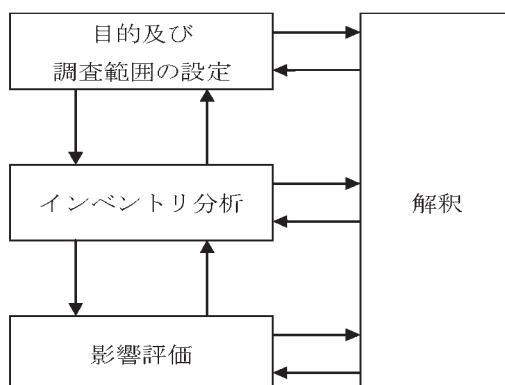 目的及び
調査範囲の設定
インベントリ分析
解釈
影響評価